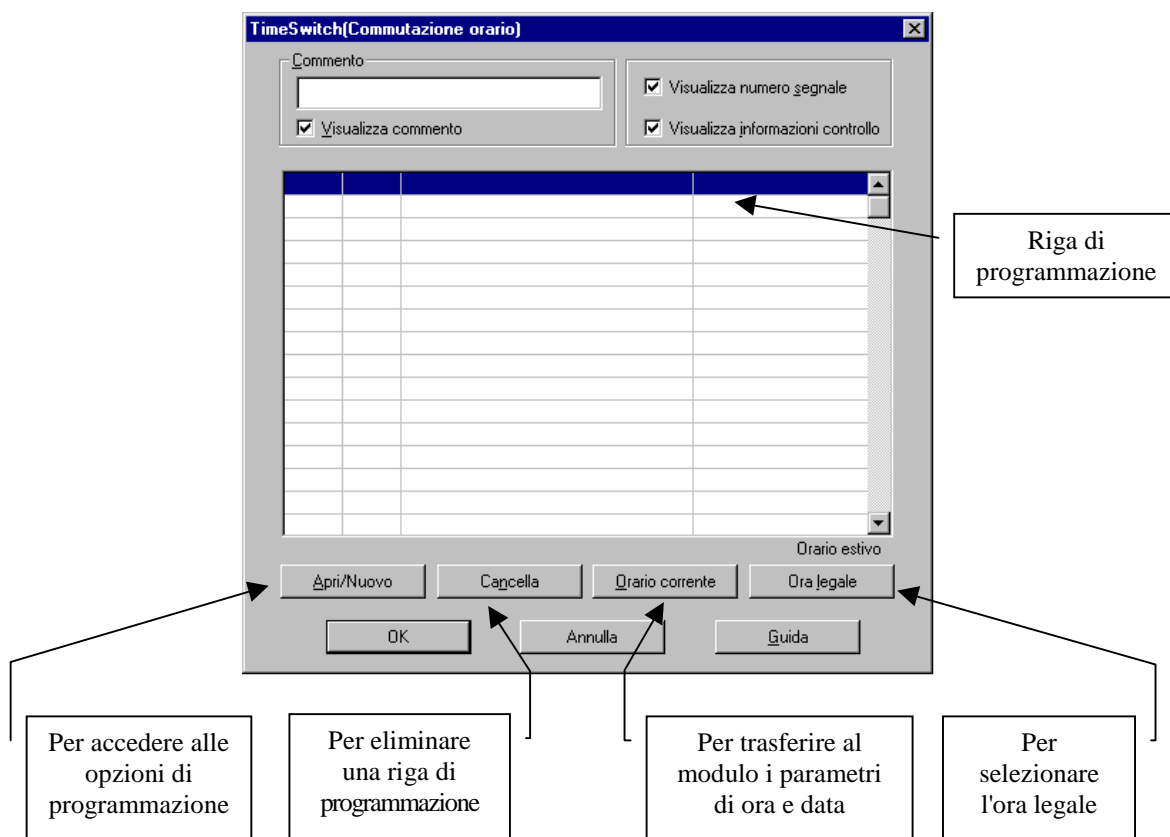 TimeSwitch(Commutazione orario)
Commento
Visualizza numero segnale
Visualizza commento
Visualizza informazioni controllo
Riga di
programmazione
Orario estivo
Apri/Nuovo
Cancella
Orario corrente
Ora legale
OK
Annulla
Guida
Per accedere alle
opzioni di
programmazione
Per eliminare
una riga di
programmazione
Per trasferire al
modulo i parametri
di ora e data
Per
selezionare
l'ora legale